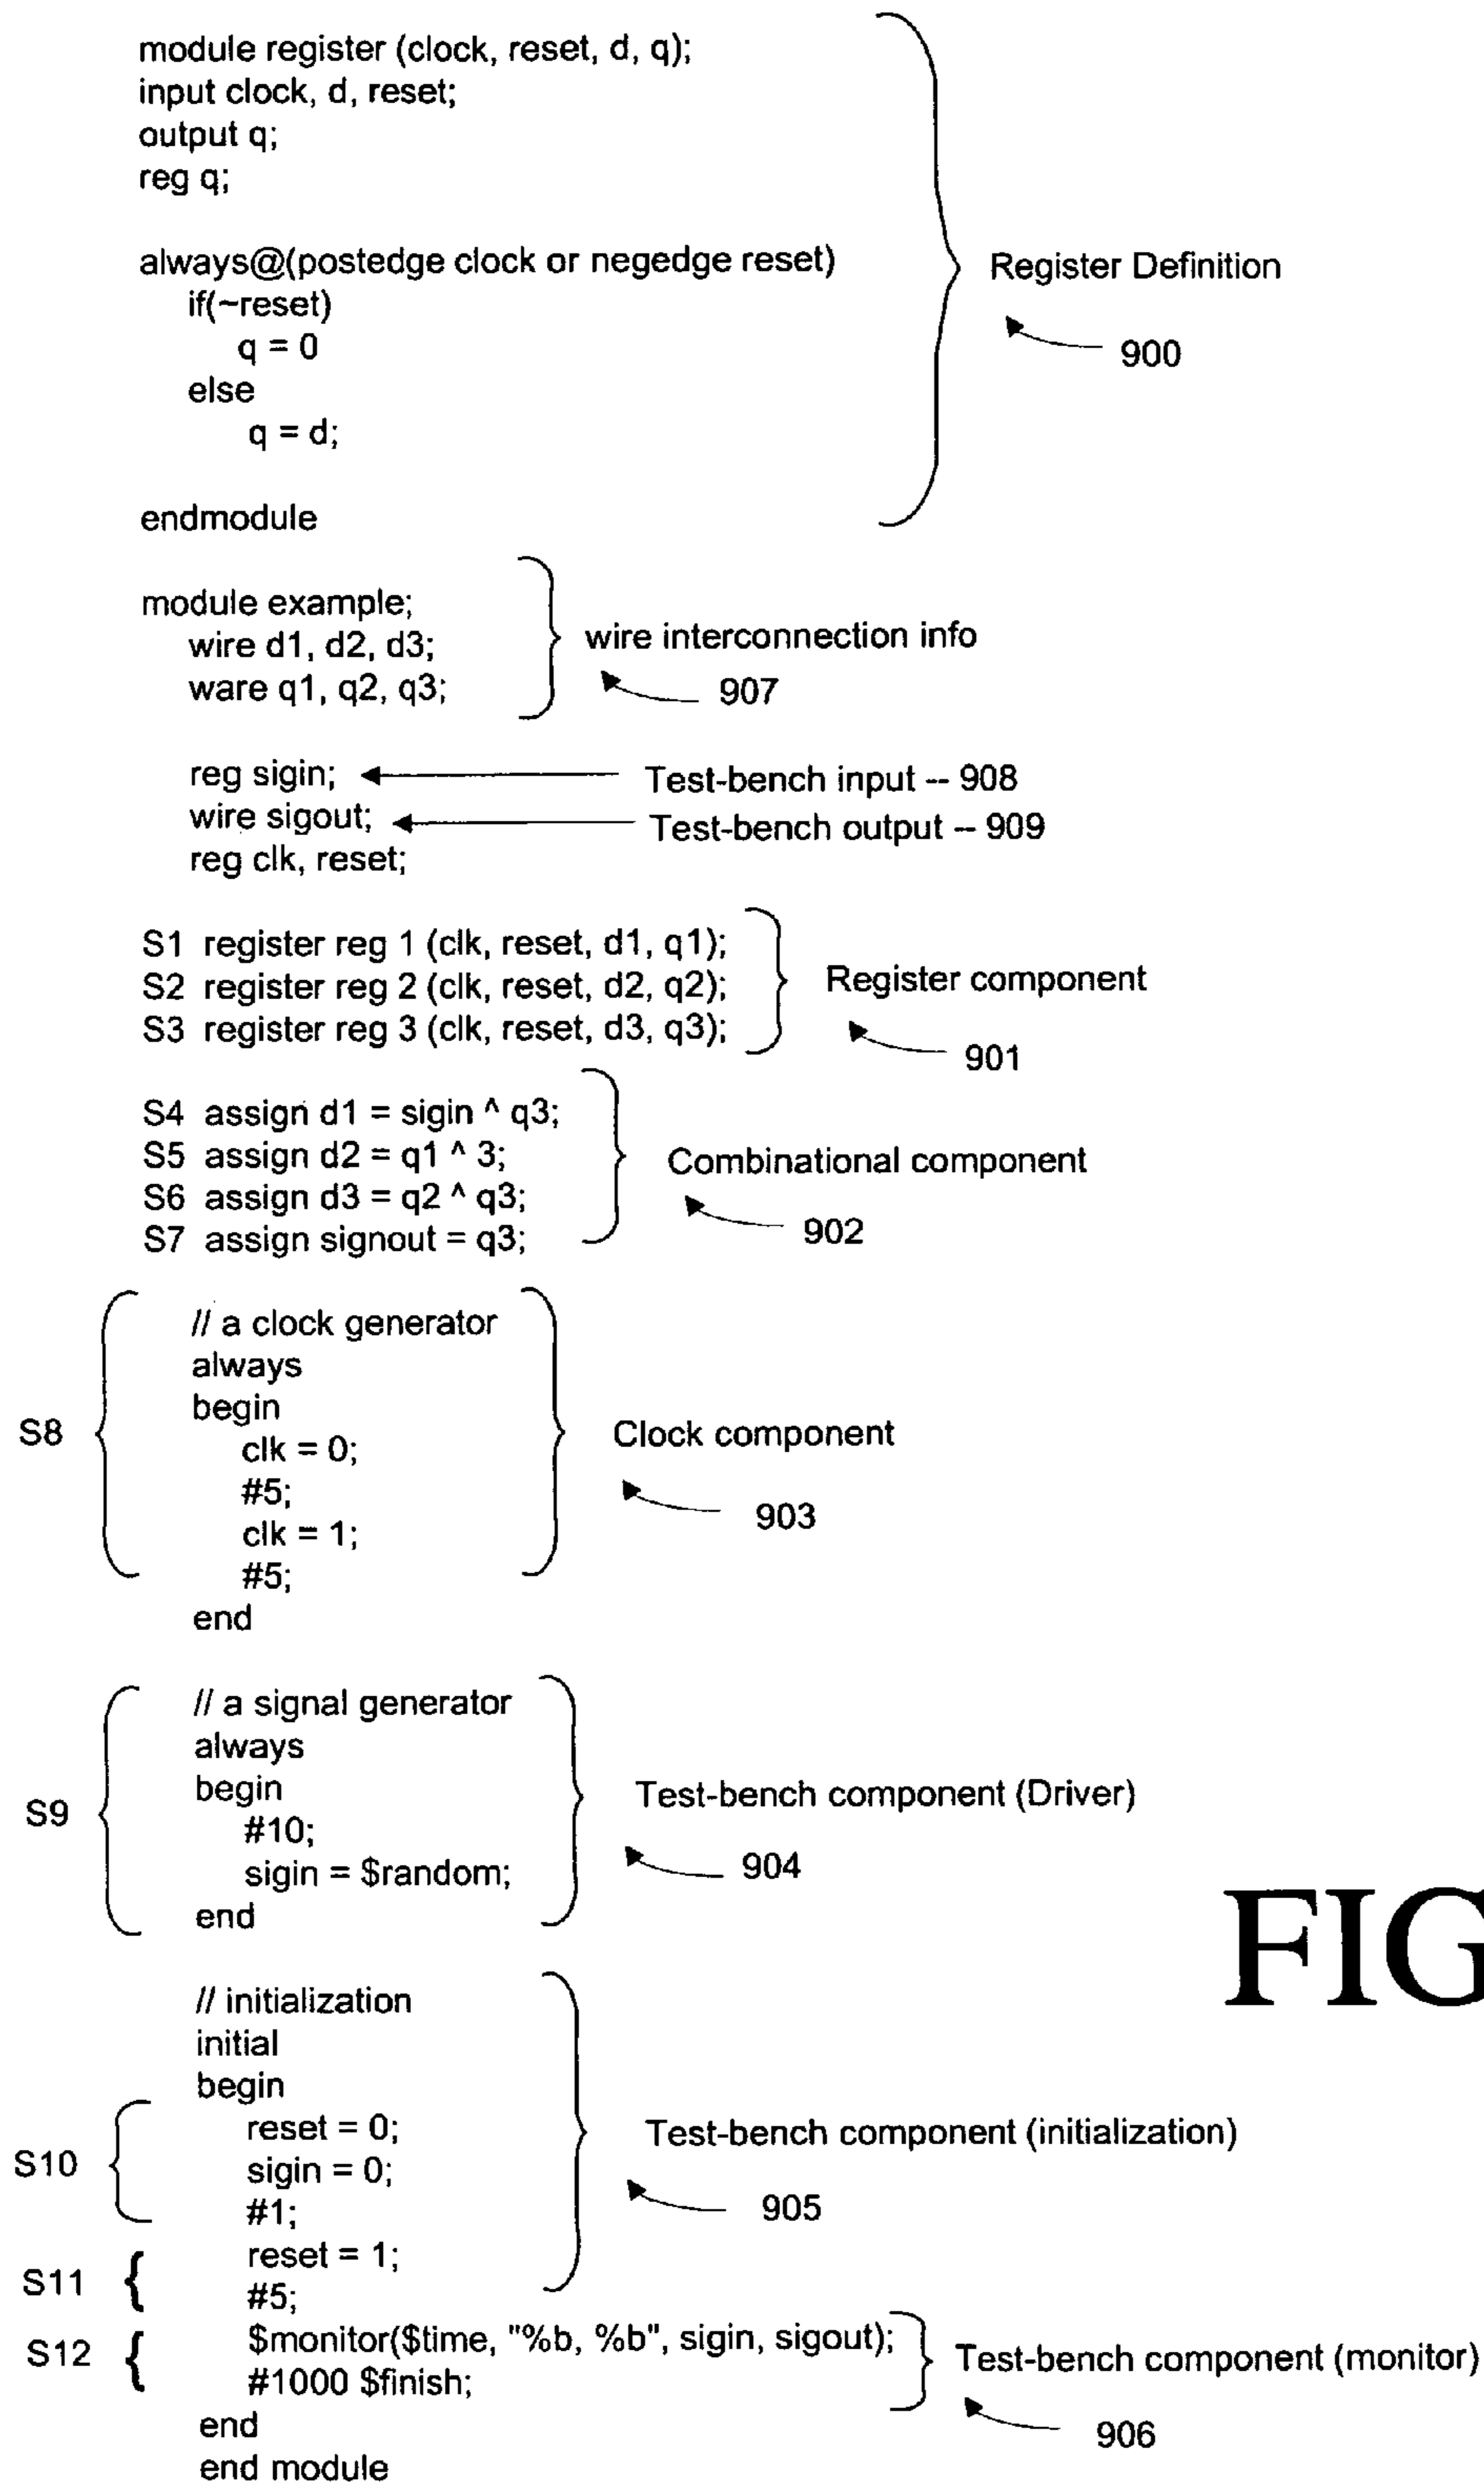 module register (clock, reset, d, q);
input clock, d, reset;
output q;
reg q;
always@(postedge clock or negedge reset)
if(~reset)
q = 0
else
q = d;
endmodule
Register Definition
900
module example;
wire d1, d2, d3;
ware q1, q2, q3;
wire interconnection info
907
reg sigin; Test-bench input -- 908
wire sigout; Test-bench output -- 909
reg clk, reset;
S1 register reg 1 (clk, reset, d1, q1);
S2 register reg 2 (clk, reset, d2, q2);
S3 register reg 3 (clk, reset, d3, q3);
Register component
901
S4 assign d1 = sigin ^ q3;
S5 assign d2 = q1 ^ 3;
S6 assign d3 = q2 ^ q3;
S7 assign signout = q3;
Combinational component
902
S8
// a clock generator
always
begin
clk = 0;
#5;
clk = 1;
#5;
end
Clock component
903
S9
// a signal generator
always
begin
#10;
sigin = $random;
end
Test-bench component (Driver)
904
FIG
// initialization
initial
begin
S10
reset = 0;
sigin = 0;
#1;
S11
reset = 1;
#5;
Test-bench component (initialization)
905
S12
$monitor($time, "%b, %b", sigin, sigout);
#1000 $finish;
Test-bench component (monitor)
906
end
end module